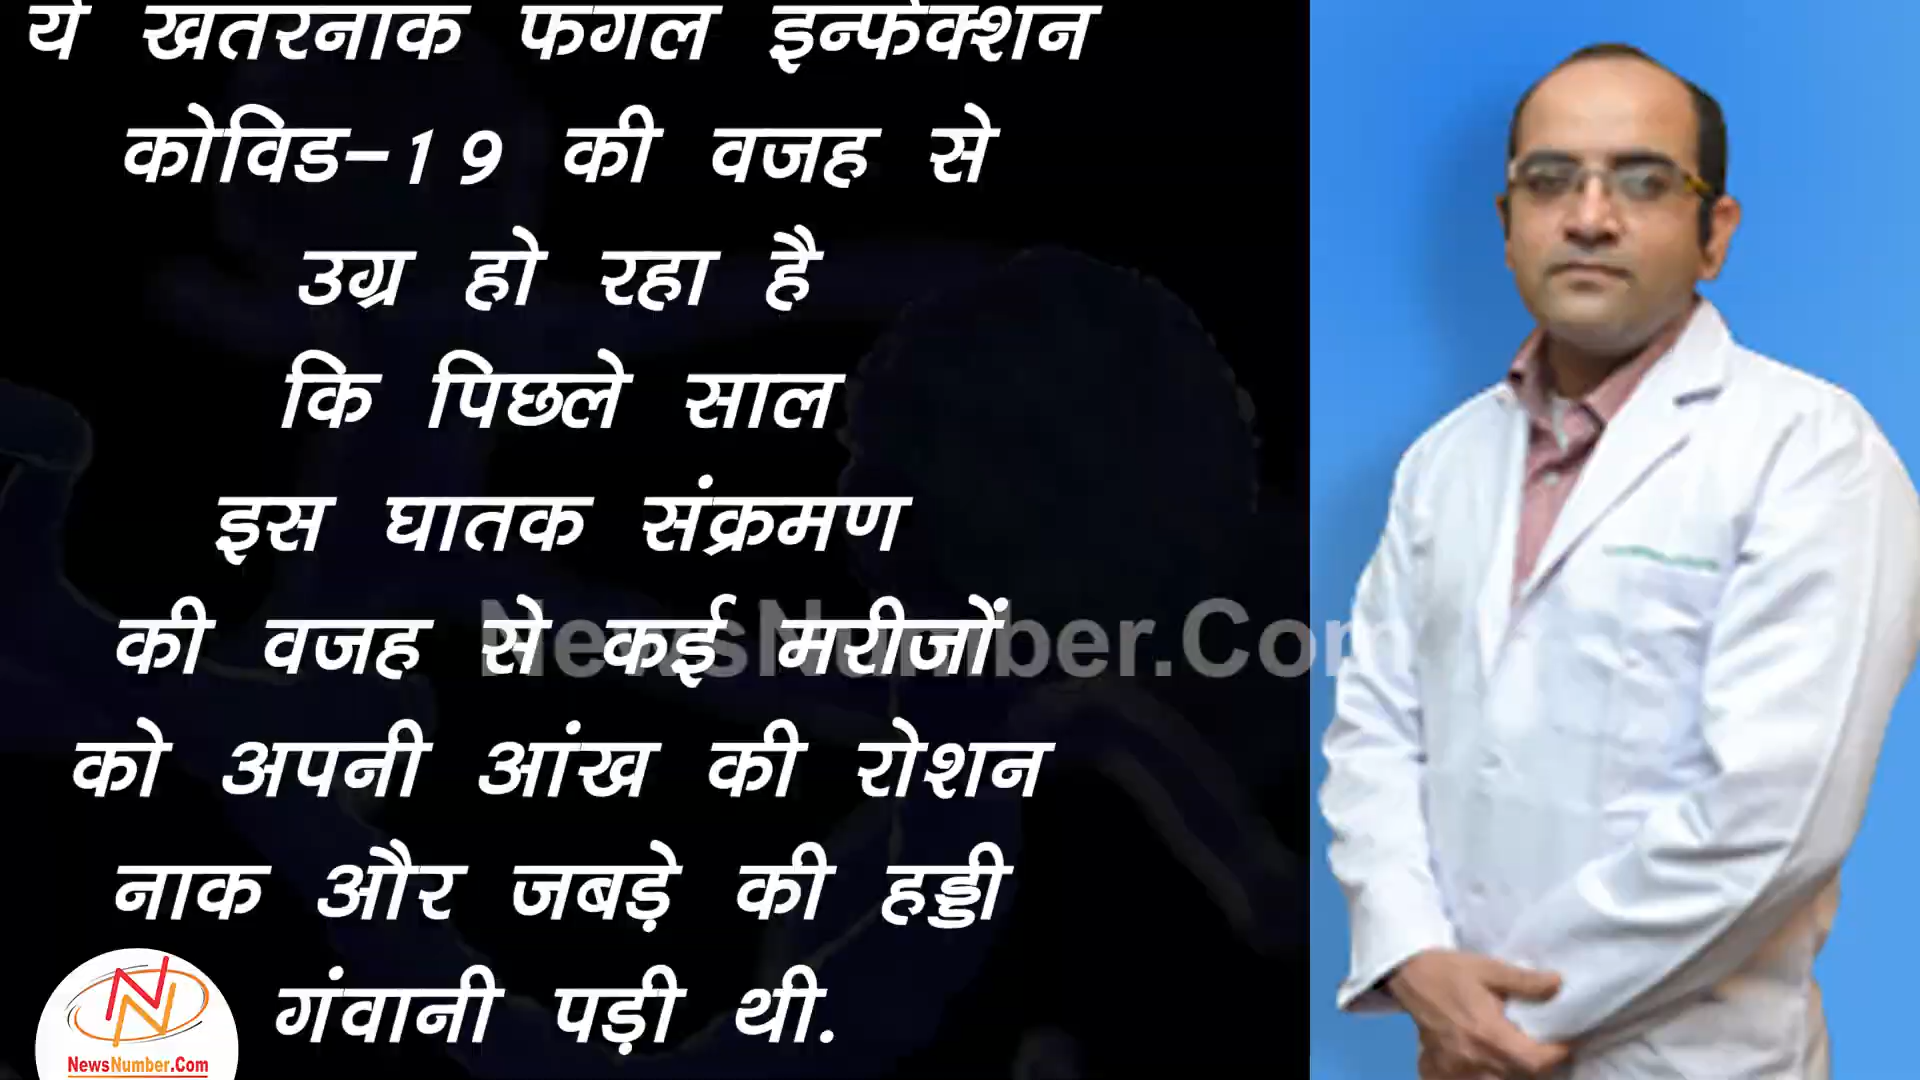 ये खतरनाक फंगल इन्फेक्शन
कोविड-19 की वजह से
उग्र हो रहा है
कि पिछले साल
इस घातक संक्रमण
की वजह से कई मरीजों
NewsNumber.Com
को अपनी आंख की रोशन
नाक और जबड़े की हड्डी
गंवानी पड़ी थी.
NN
NewsNumber.Com